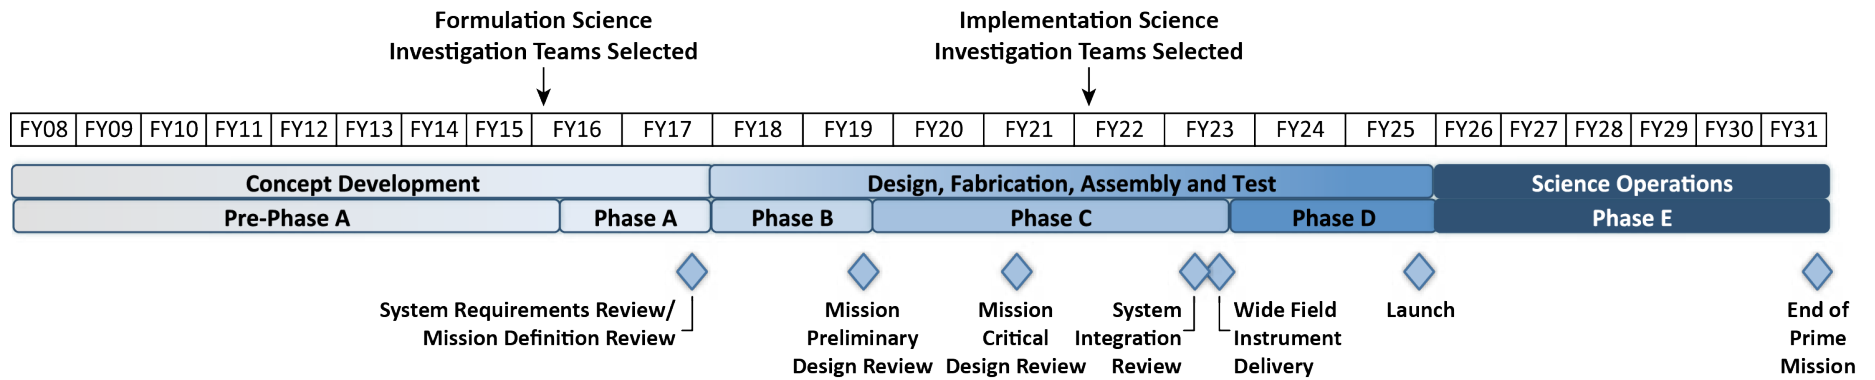 Formulation Science
Investigation Teams Selected
Implementation Science
Investigation Teams Selected
FY08 FY09 FY10 FY11 FY12 FY13 FY14 FY15 FY16 FY17 FY18 FY19 FY20 FY21 FY22 FY23 FY24 FY25 FY26 FY27 FY28 FY29 FY30 FY31
Concept Development Design, Fabrication, Assembly and Test Science Operations
Pre-Phase A Phase A Phase B Phase C Phase D Phase E
System Requirements Review/
Mission Definition Review
Mission
Preliminary
Design Review
Mission
Critical
Design Review
System
Integration
Review
Wide Field
Instrument
Delivery
Launch
End of
Prime
Mission